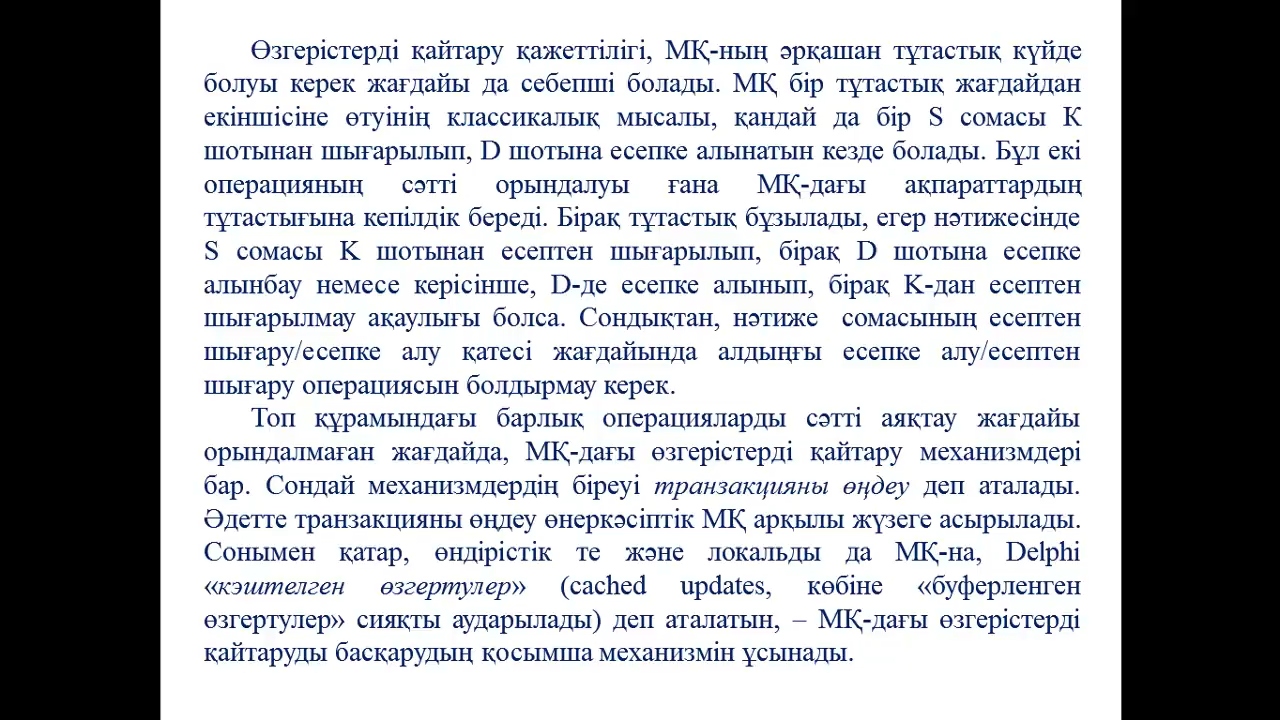 Өзгерістерді қайтару қажеттілігі, МҚ-ның әрқашан тұтастық күйде
болуы керек жағдайы да себепші болады. МҚ бір тұтастық жағдайдан
екіншісіне өтуінің классикалық мысалы, қандай да бір S сомасы К
шотынан шығарылып, D шотына есепке алынатын кезде болады. Бұл екі
операцияның сәтті орындалуы ғана МҚ-дағы ақпараттардың
тұтастығына кепілдік береді. Бірақ тұтастық бұзылады, егер нәтижесінде
S сомасы К шотынан есептен шығарылып, бірақ D шотына есепке
алынбау немесе керісінше, D-де есепке алынып, бірақ К-дан есептен
шығарылмау ақаулығы болса. Сондықтан, нәтиже  сомасының есептен
шығару/есепке алу қатесі жағдайында алдыңғы есепке алу/есептен
шығару операциясын болдырмау керек.
Топ құрамындағы барлық операцияларды сәтті аяқтау жағдайы
орындалмаған жағдайда, МҚ-дағы өзгерістерді қайтару механизмдері
бар. Сондай механизмдердің біреуі транзакцияны өңдеу деп аталады.
Әдетте транзакцияны өңдеу өнеркәсіптік МҚ арқылы жүзеге асырылады.
Сонымен қатар, өндірістік те және локальды да МҚ-на, Delphi
«кэштелген өзгертулер» (cached updates, көбіне «буферленген
өзгертулер» сияқты аударылады) деп аталатын, – МҚ-дағы өзгерістерді
қайтаруды басқарудың қосымша механизмін ұсынады.